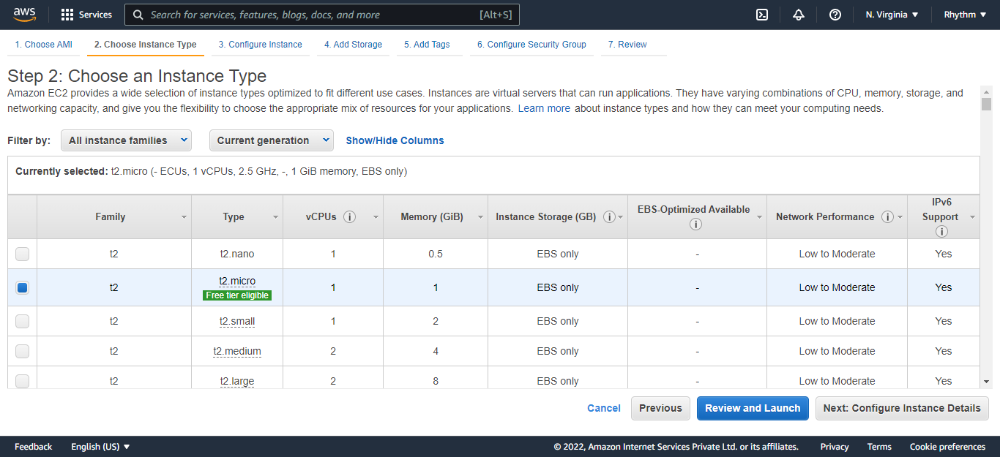 aws Services Search for services, features, blogs, docs, and more [Alt+S] N. Virginia Rhythm
1. Choose AMI 2. Choose Instance Type 3. Configure Instance 4. Add Storage 5. Add Tags 6. Configure Security Group 7. Review
Step 2: Choose an Instance Type
Amazon EC2 provides a wide selection of instance types optimized to fit different use cases. Instances are virtual servers that can run applications. They have varying combinations of CPU, memory, storage, and
networking capacity, and give you the flexibility to choose the appropriate mix of resources for your applications. Learn more about instance types and how they can meet your computing needs.
Filter by: All instance families Current generation Show/Hide Columns
Currently selected: t2.micro (- ECUs, 1 vCPUs, 2.5 GHz, -, 1 GiB memory, EBS only)
Family Type vCPUs Memory (GiB) Instance Storage (GB) EBS-Optimized Available Network Performance IPv6 Support
t2 t2.nano 1 0.5 EBS only - Low to Moderate Yes
t2 t2.micro Free tier eligible 1 1 EBS only - Low to Moderate Yes
t2 t2.small 1 2 EBS only - Low to Moderate Yes
t2 t2.medium 2 4 EBS only - Low to Moderate Yes
t2 t2.large 2 8 EBS only - Low to Moderate Yes
Cancel Previous Review and Launch Next: Configure Instance Details
Feedback English (US) © 2022, Amazon Internet Services Private Ltd. or its affiliates. Privacy Terms Cookie preferences